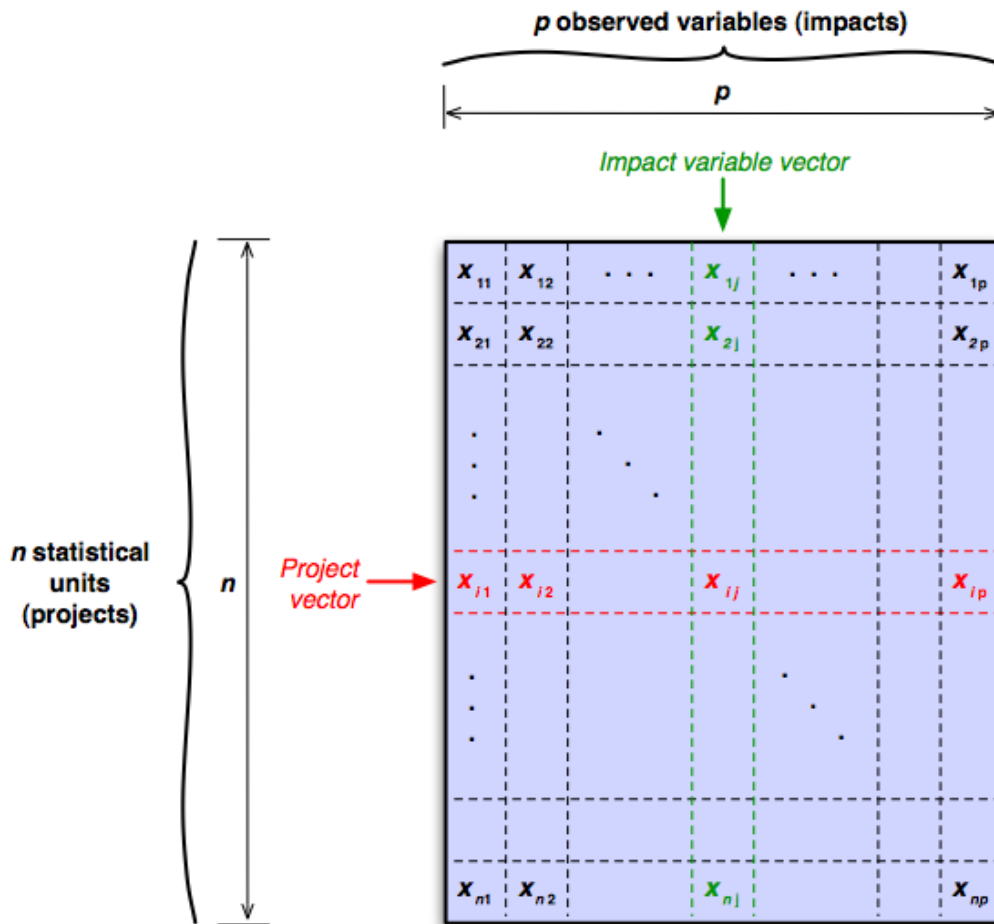 p observed variables (impacts)
p
Impact variable vector
x11 x12 . . . x1j . . . x1p
x21 x22 x2j x2p
n statistical
units
(projects)
n
Project
vector
xi1 xi2 xij xip
xn1 xn2 xnj xnp